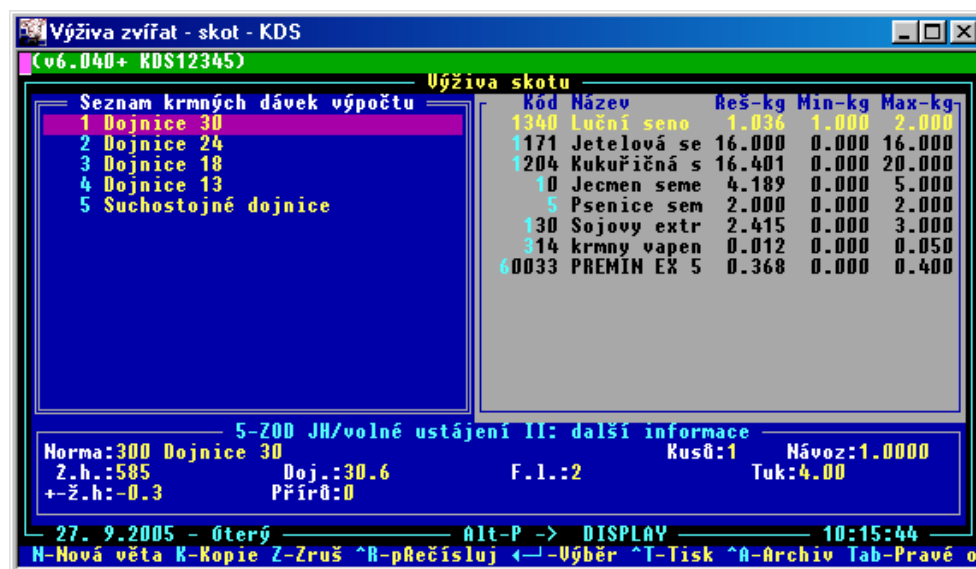 Výživa zvířat - skot - KDS
(v6.040+ KDS12345)
Výživa skotu
Seznam krmných dávek výpočtu
1 Dojnice 30
2 Dojnice 24
3 Dojnice 18
4 Dojnice 13
5 Suchostojné dojnice
Kód Název Reš-kg Min-kg Max-kg
1340 Luční seno 1.036 1.000 2.000
1171 Jetelová se 16.000 0.000 16.000
1204 Kukuřičná s 16.401 0.000 20.000
10 Jecmen seme 4.189 0.000 5.000
5 Psenice sem 2.000 0.000 2.000
130 Sojovy extr 2.415 0.000 3.000
314 krmny vapen 0.012 0.000 0.050
60033 PREMIN EX 5 0.368 0.000 0.400
5-ZOD JH/volné ustájení II: další informace
Norma:300 Dojnice 30 Kusů:1 Návoz:1.0000
Ž.h.:585 Doj.:30.6 F.l.:2 Tuk:4.00
+-ž.h:-0.3 Přírů:0
27. 9.2005 - úterý Alt-P -> DISPLAY 10:15:44
N-Nová věta K-Kopie Z-Zruš ^R-pRečísluj ◄─┘-Výběr ^T-Tisk ^A-Archiv Tab-Pravé o